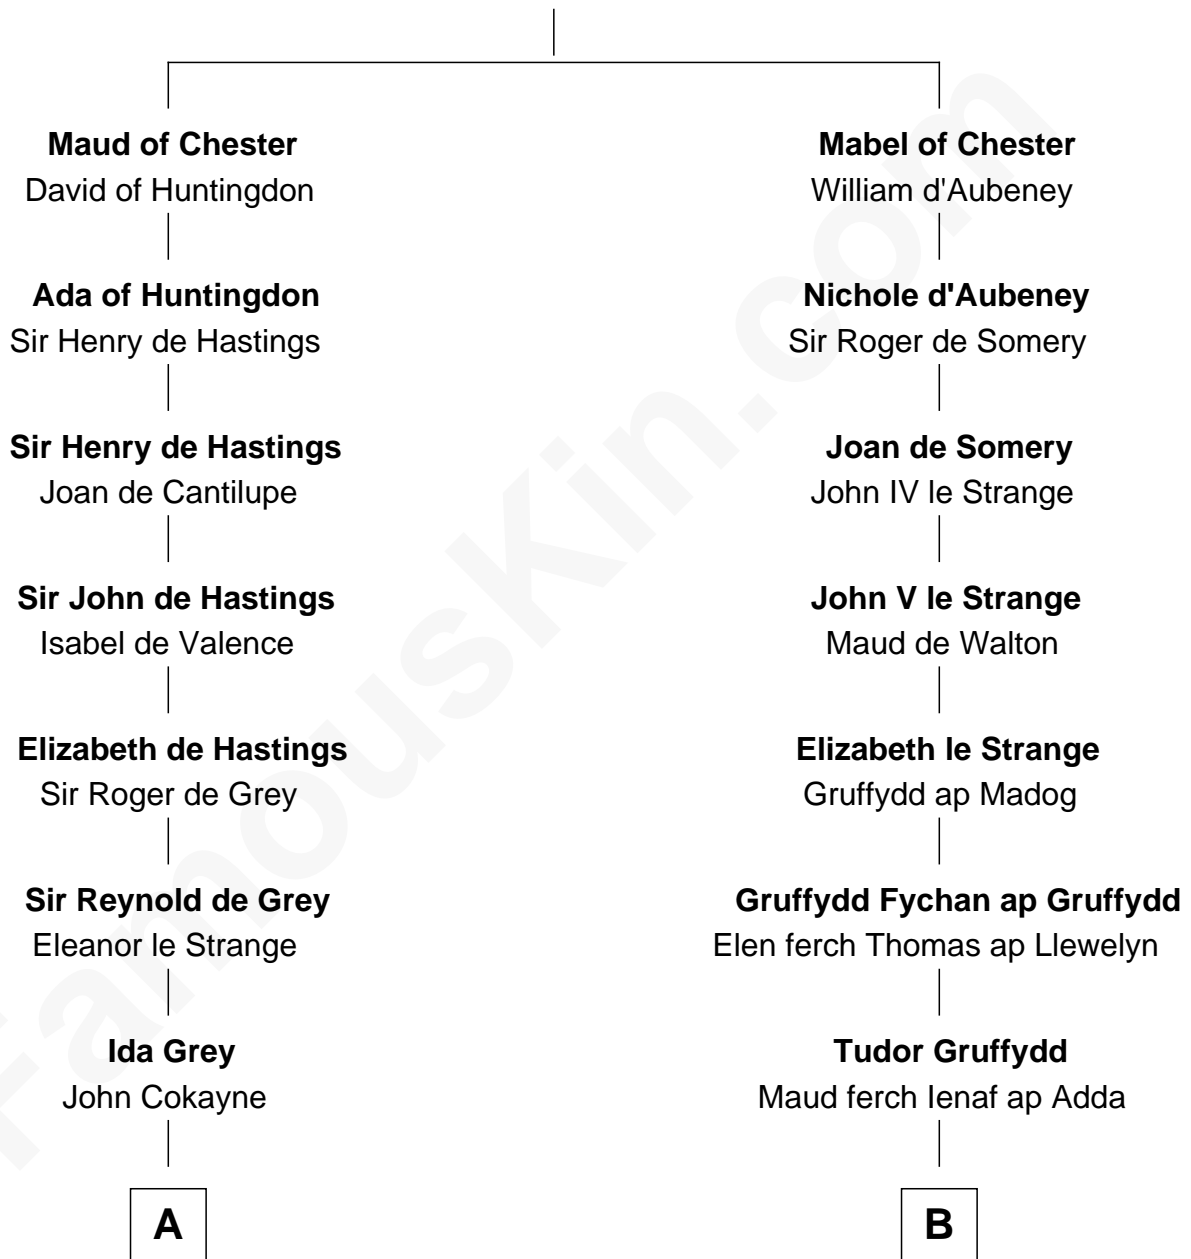 Maud of Chester
David of Huntingdon
Mabel of Chester
William d'Aubeney
Ada of Huntingdon
Sir Henry de Hastings
Nichole d'Aubeney
Sir Roger de Somery
Sir Henry de Hastings
Joan de Cantilupe
Joan de Somery
John IV le Strange
Sir John de Hastings
Isabel de Valence
John V le Strange
Maud de Walton
Elizabeth de Hastings
Sir Roger de Grey
Elizabeth le Strange
Gruffydd ap Madog
Sir Reynold de Grey
Eleanor le Strange
Gruffydd Fychan ap Gruffydd
Elen ferch Thomas ap Llewelyn
Ida Grey
John Cokayne
Tudor Gruffydd
Maud ferch Ienaf ap Adda
A
B
FamousKin.com